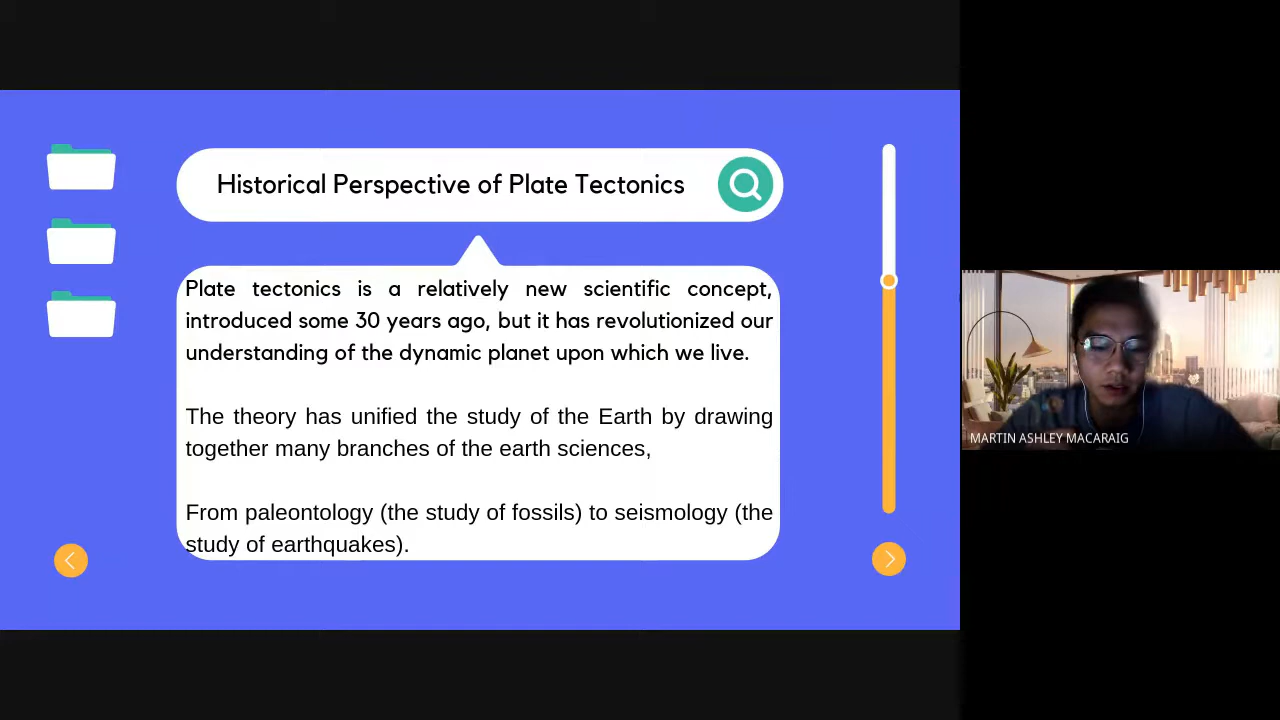 Historical Perspective of Plate Tectonics
Plate tectonics is a relatively new scientific concept,
introduced some 30 years ago, but it has revolutionized our
understanding of the dynamic planet upon which we live.
The theory has unified the study of the Earth by drawing
together many branches of the earth sciences,
From paleontology (the study of fossils) to seismology (the
study of earthquakes).
MARTIN ASHLEY MACARAIG